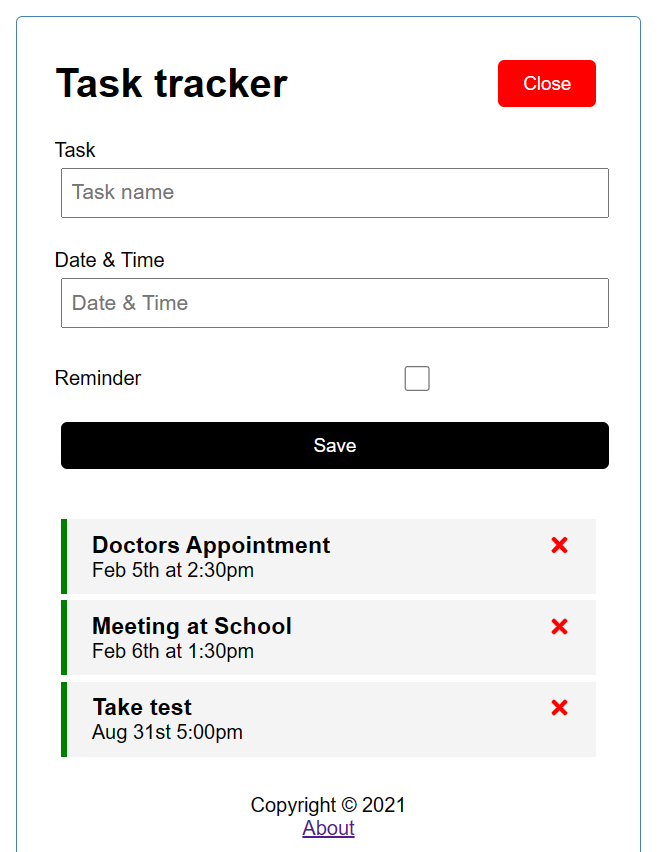 Task tracker
Close
Task
Task name
Date & Time
Date & Time
Reminder
Save
Doctors Appointment
Feb 5th at 2:30pm
Meeting at School
Feb 6th at 1:30pm
Take test
Aug 31st 5:00pm
Copyright © 2021
About